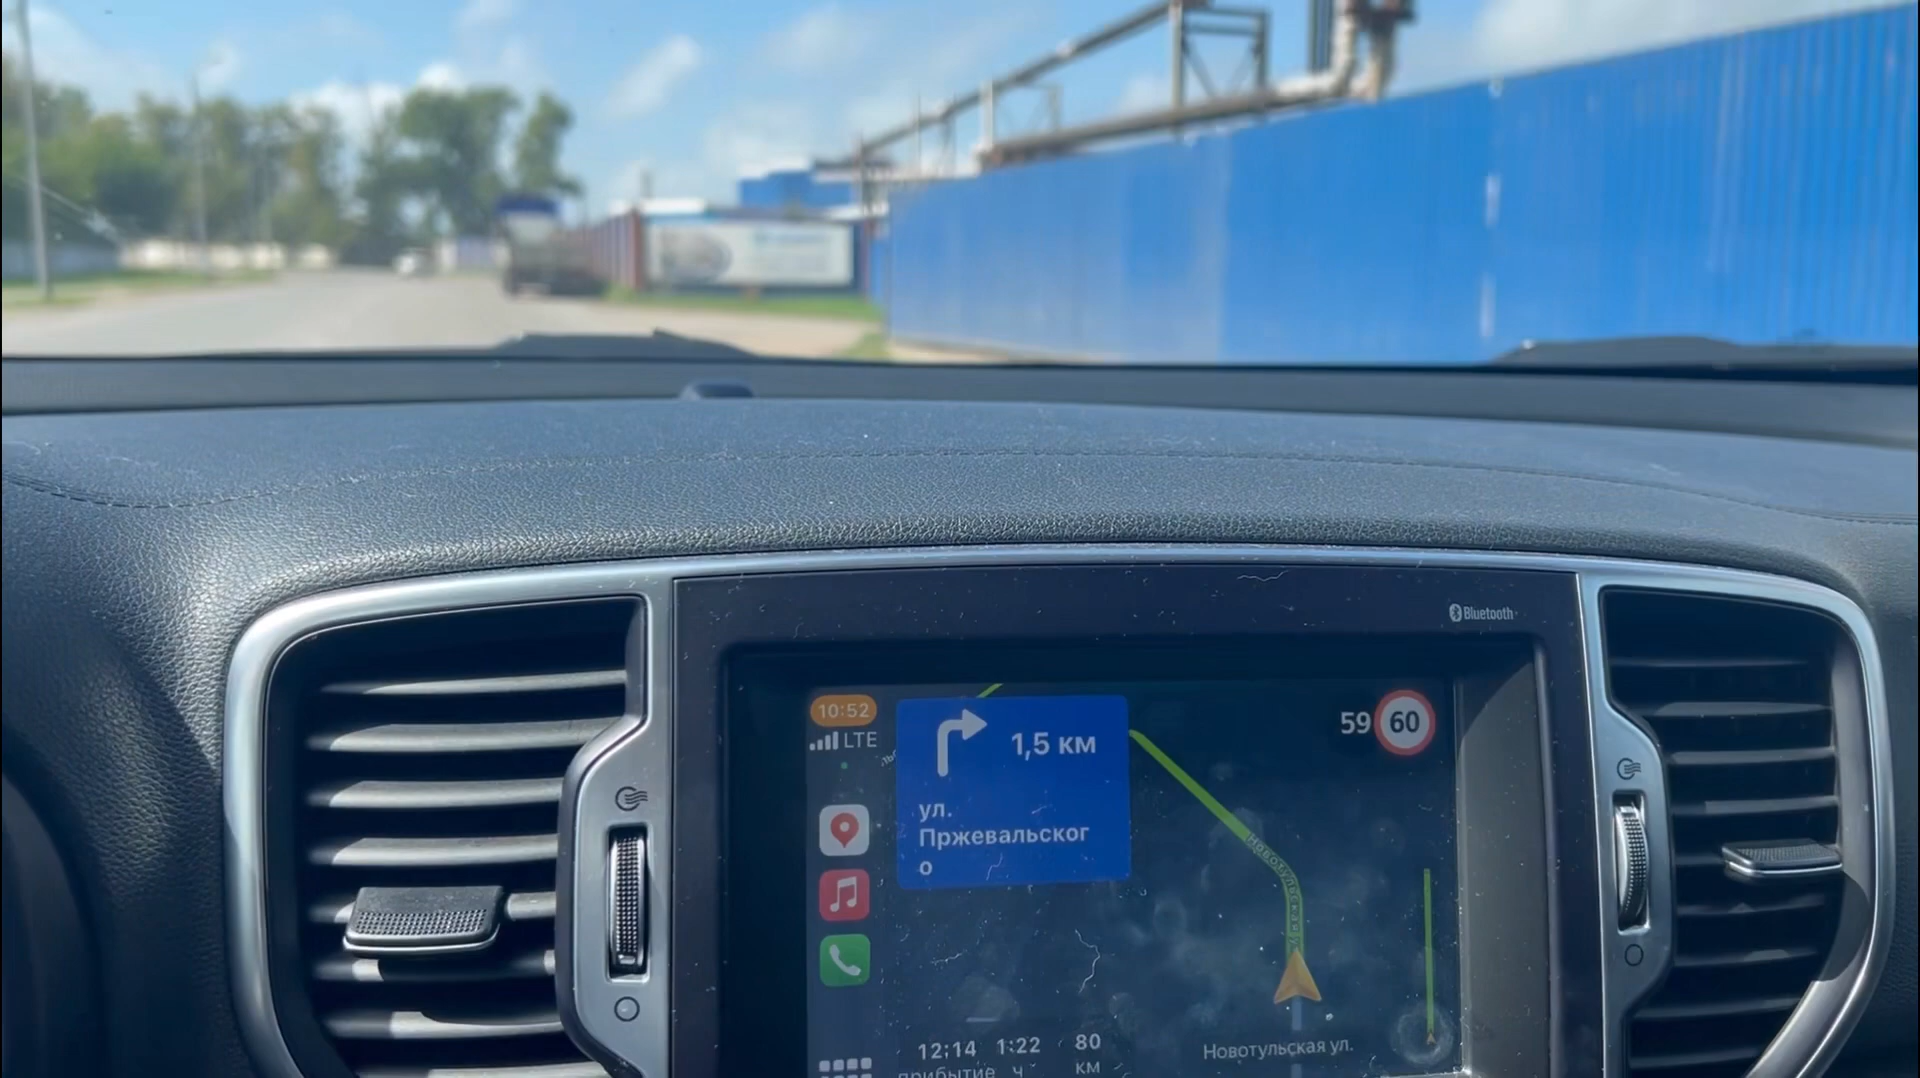 Bluetooth
10:52
LTE
1,5 км
ул.
Пржевальског
о
59
60
Новотульская у
12:14 1:22 80
прибытие ч км
Новотульская ул.